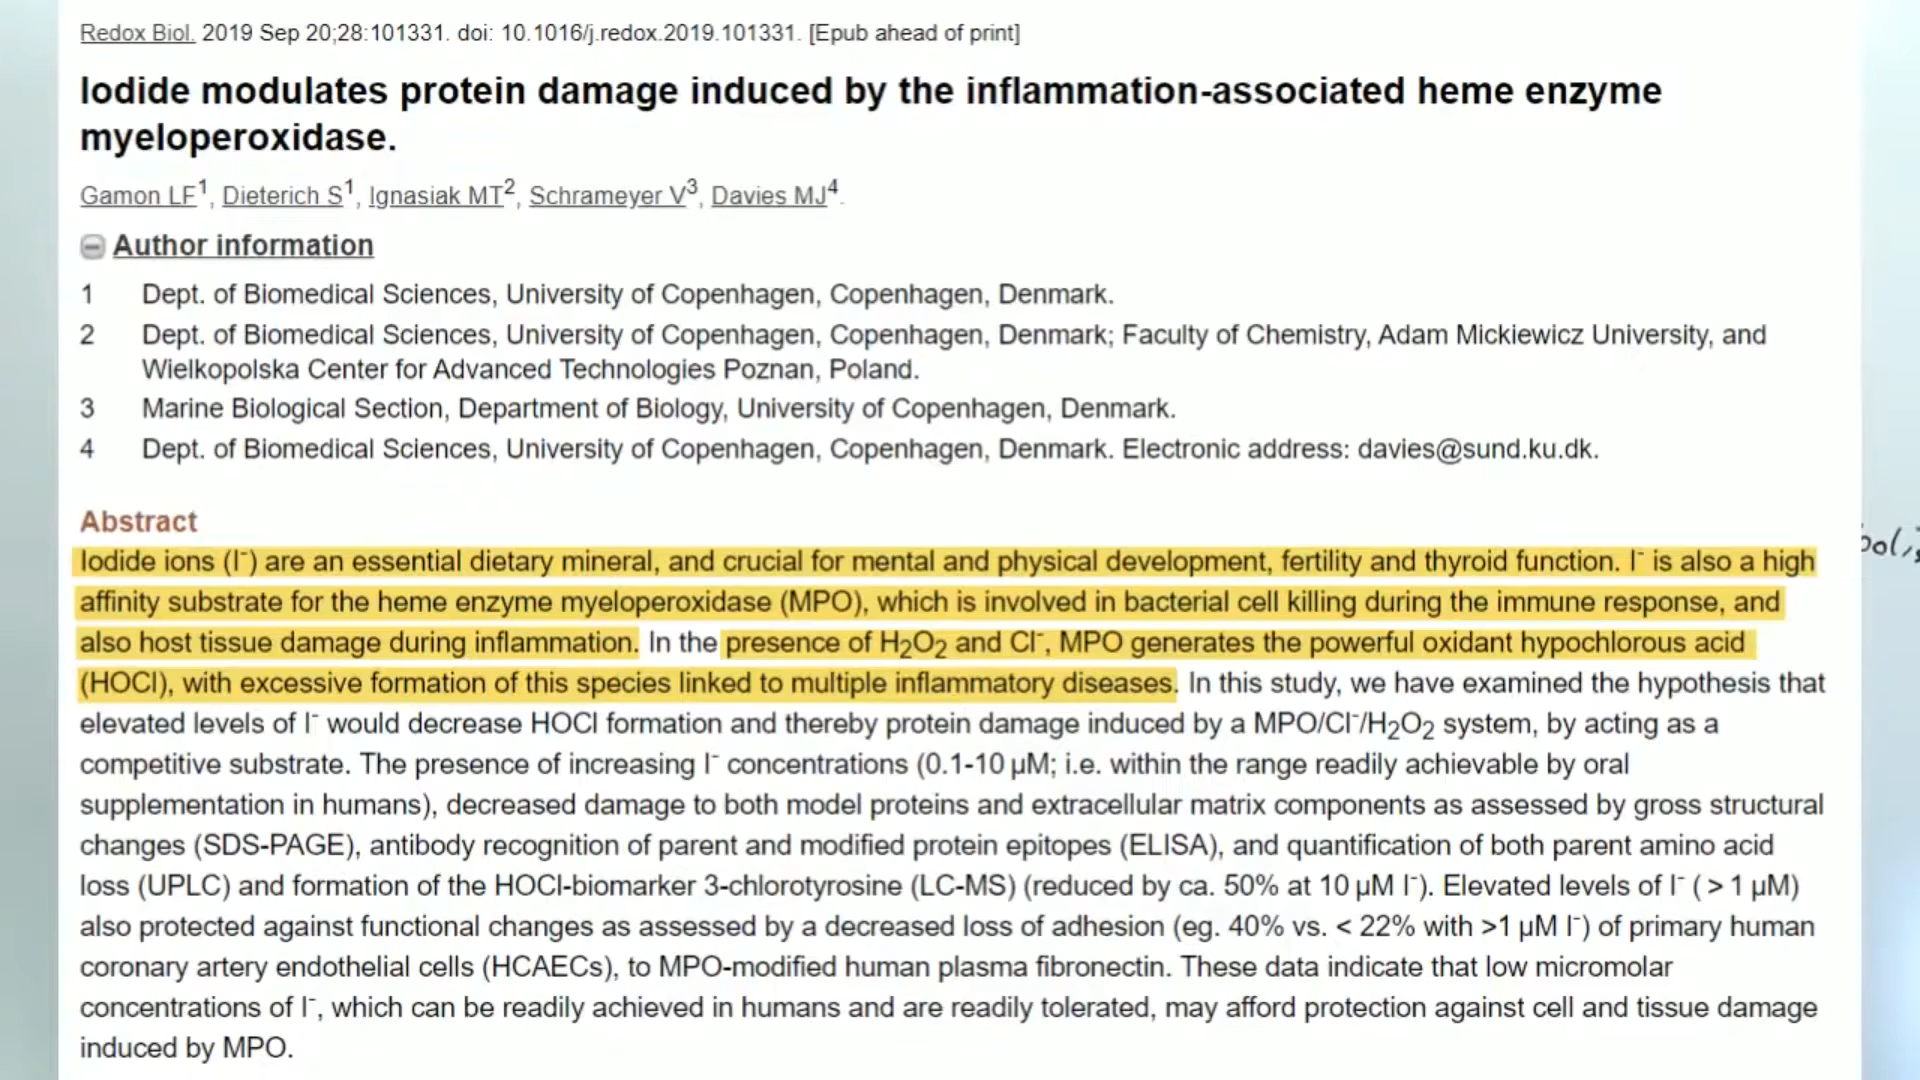 Redox Biol. 2019 Sep 20;28:101331. doi: 10.1016/j.redox.2019.101331. [Epub ahead of print]
Iodide modulates protein damage induced by the inflammation-associated heme enzyme
myeloperoxidase.
Gamon LF¹, Dieterich S¹, Ignasiak MT², Schrameyer V³, Davies MJ⁴.
Author information
1 Dept. of Biomedical Sciences, University of Copenhagen, Copenhagen, Denmark.
2 Dept. of Biomedical Sciences, University of Copenhagen, Copenhagen, Denmark; Faculty of Chemistry, Adam Mickiewicz University, and
Wielkopolska Center for Advanced Technologies Poznan, Poland.
3 Marine Biological Section, Department of Biology, University of Copenhagen, Denmark.
4 Dept. of Biomedical Sciences, University of Copenhagen, Copenhagen, Denmark. Electronic address: davies@sund.ku.dk.
Abstract
Iodide ions (I⁻) are an essential dietary mineral, and crucial for mental and physical development, fertility and thyroid function. I⁻ is also a high
affinity substrate for the heme enzyme myeloperoxidase (MPO), which is involved in bacterial cell killing during the immune response, and
also host tissue damage during inflammation. In the presence of H₂O₂ and Cl⁻, MPO generates the powerful oxidant hypochlorous acid
(HOCl), with excessive formation of this species linked to multiple inflammatory diseases. In this study, we have examined the hypothesis that
elevated levels of I⁻ would decrease HOCl formation and thereby protein damage induced by a MPO/Cl⁻/H₂O₂ system, by acting as a
competitive substrate. The presence of increasing I⁻ concentrations (0.1-10 μM; i.e. within the range readily achievable by oral
supplementation in humans), decreased damage to both model proteins and extracellular matrix components as assessed by gross structural
changes (SDS-PAGE), antibody recognition of parent and modified protein epitopes (ELISA), and quantification of both parent amino acid
loss (UPLC) and formation of the HOCl-biomarker 3-chlorotyrosine (LC-MS) (reduced by ca. 50% at 10 μM I⁻). Elevated levels of I⁻ ( > 1 μM)
also protected against functional changes as assessed by a decreased loss of adhesion (eg. 40% vs. < 22% with >1 μM I⁻) of primary human
coronary artery endothelial cells (HCAECs), to MPO-modified human plasma fibronectin. These data indicate that low micromolar
concentrations of I⁻, which can be readily achieved in humans and are readily tolerated, may afford protection against cell and tissue damage
induced by MPO.